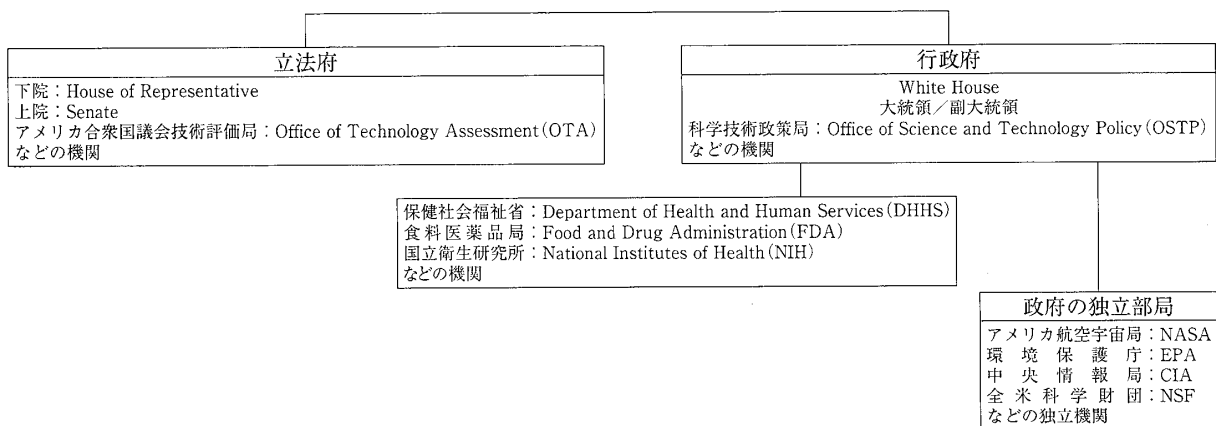 立法府
下院：House of Representative
上院：Senate
アメリカ合衆国議会技術評価局：Office of Technology Assessment(OTA)
などの機関
行政府
White House
大統領／副大統領
科学技術政策局：Office of Science and Technology Policy(OSTP)
などの機関
保健社会福祉省：Department of Health and Human Services(DHHS)
食料医薬品局：Food and Drug Administration(FDA)
国立衛生研究所：National Institutes of Health(NIH)
などの機関
政府の独立部局
アメリカ航空宇宙局：NASA
環境保護庁：EPA
中央情報局：CIA
全米科学財団：NSF
などの独立機関